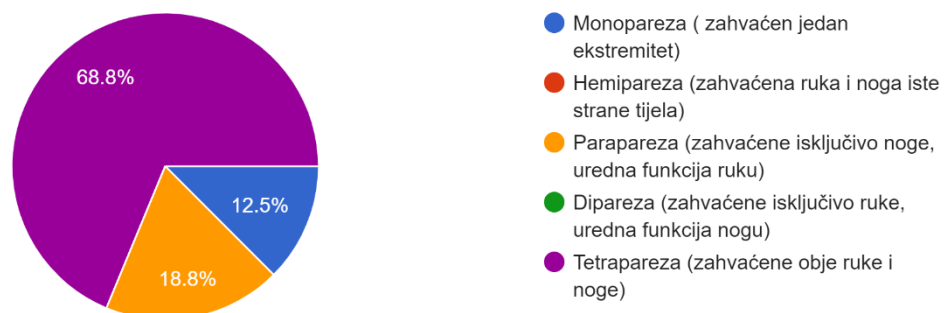 68.8%
12.5%
18.8%
Monopareza ( zahvaćen jedan
ekstremitet)
Hemipareza (zahvaćena ruka i noga iste
strane tijela)
Parapareza (zahvaćene isključivo noge,
uredna funkcija ruku)
Dipareza (zahvaćene isključivo ruke,
uredna funkcija nogu)
Tetrapareza (zahvaćene obje ruke i
noge)